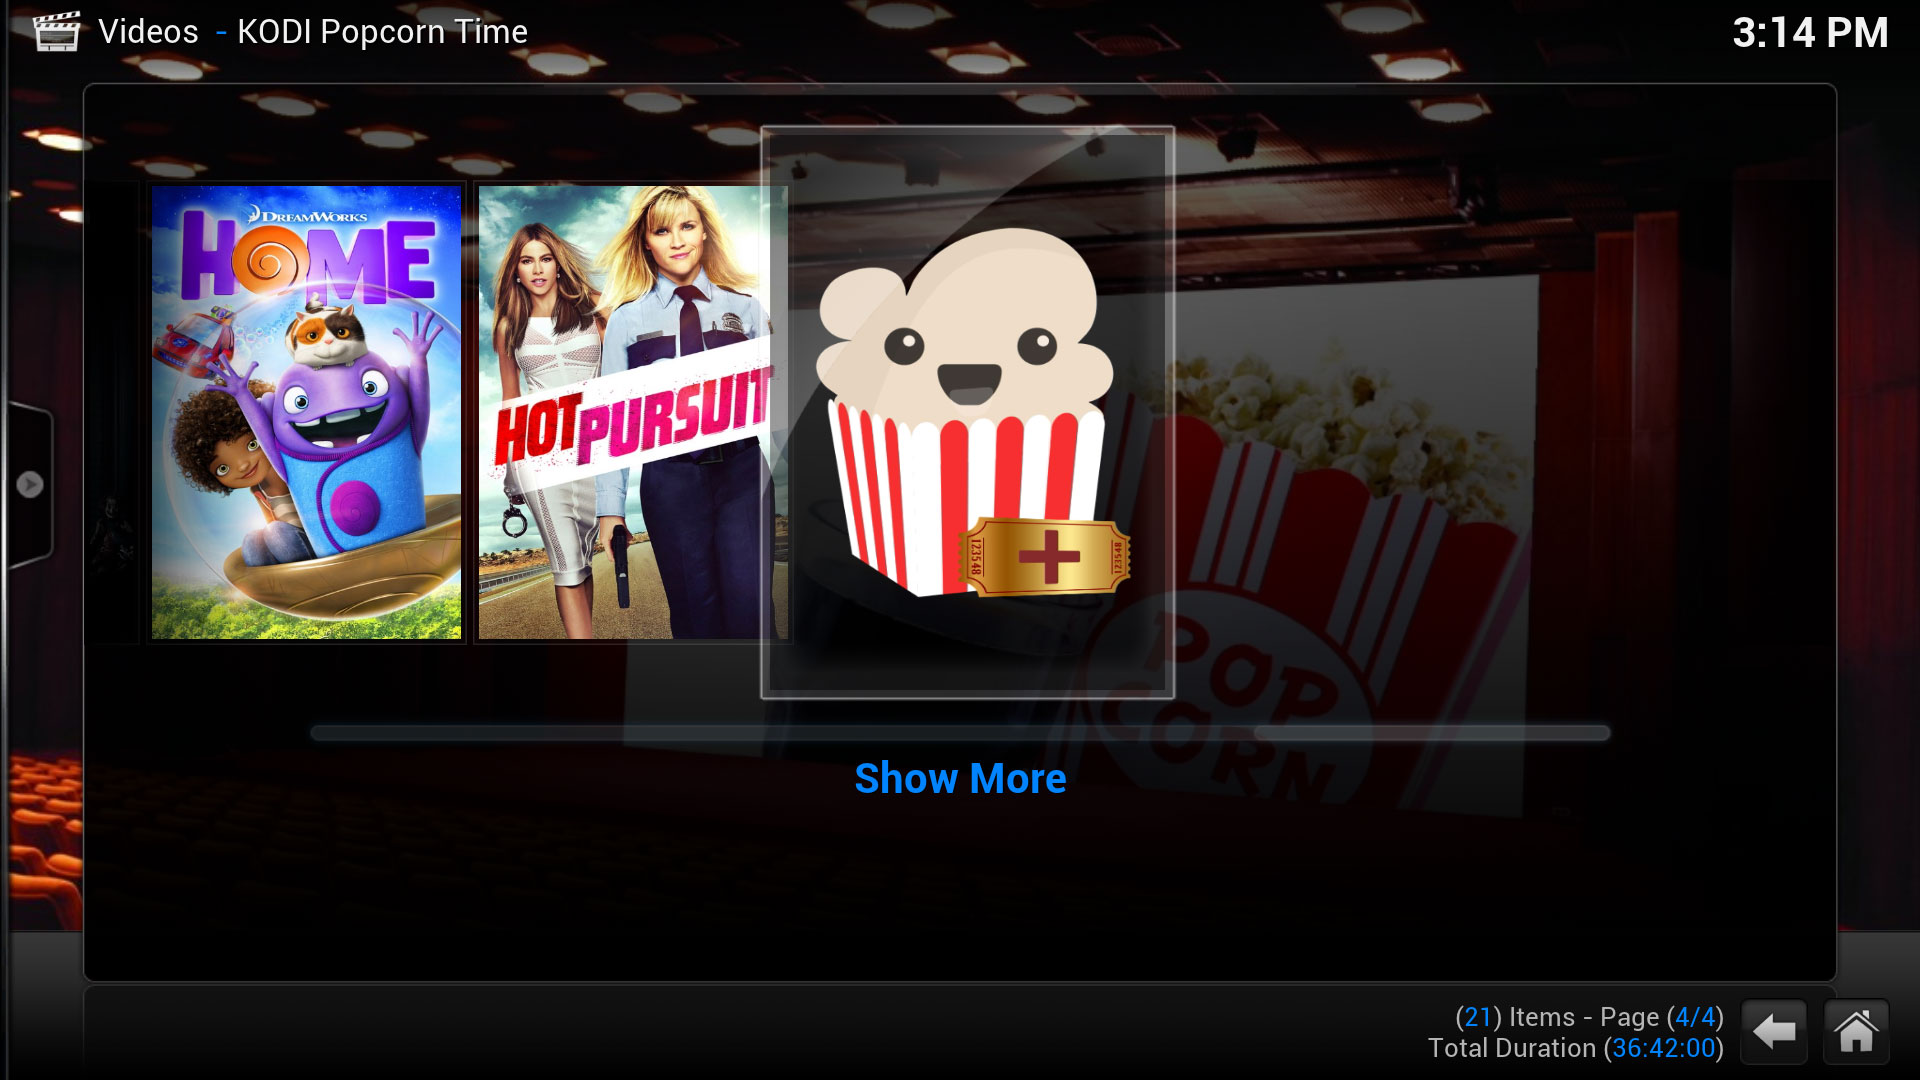 Videos - KODI Popcorn Time
3:14 PM
DREAMWORKS
HOME
HOT PURSUIT
123548
123548
POP
CORN
Show More
(21) Items - Page (4/4)
Total Duration (36:42:00)